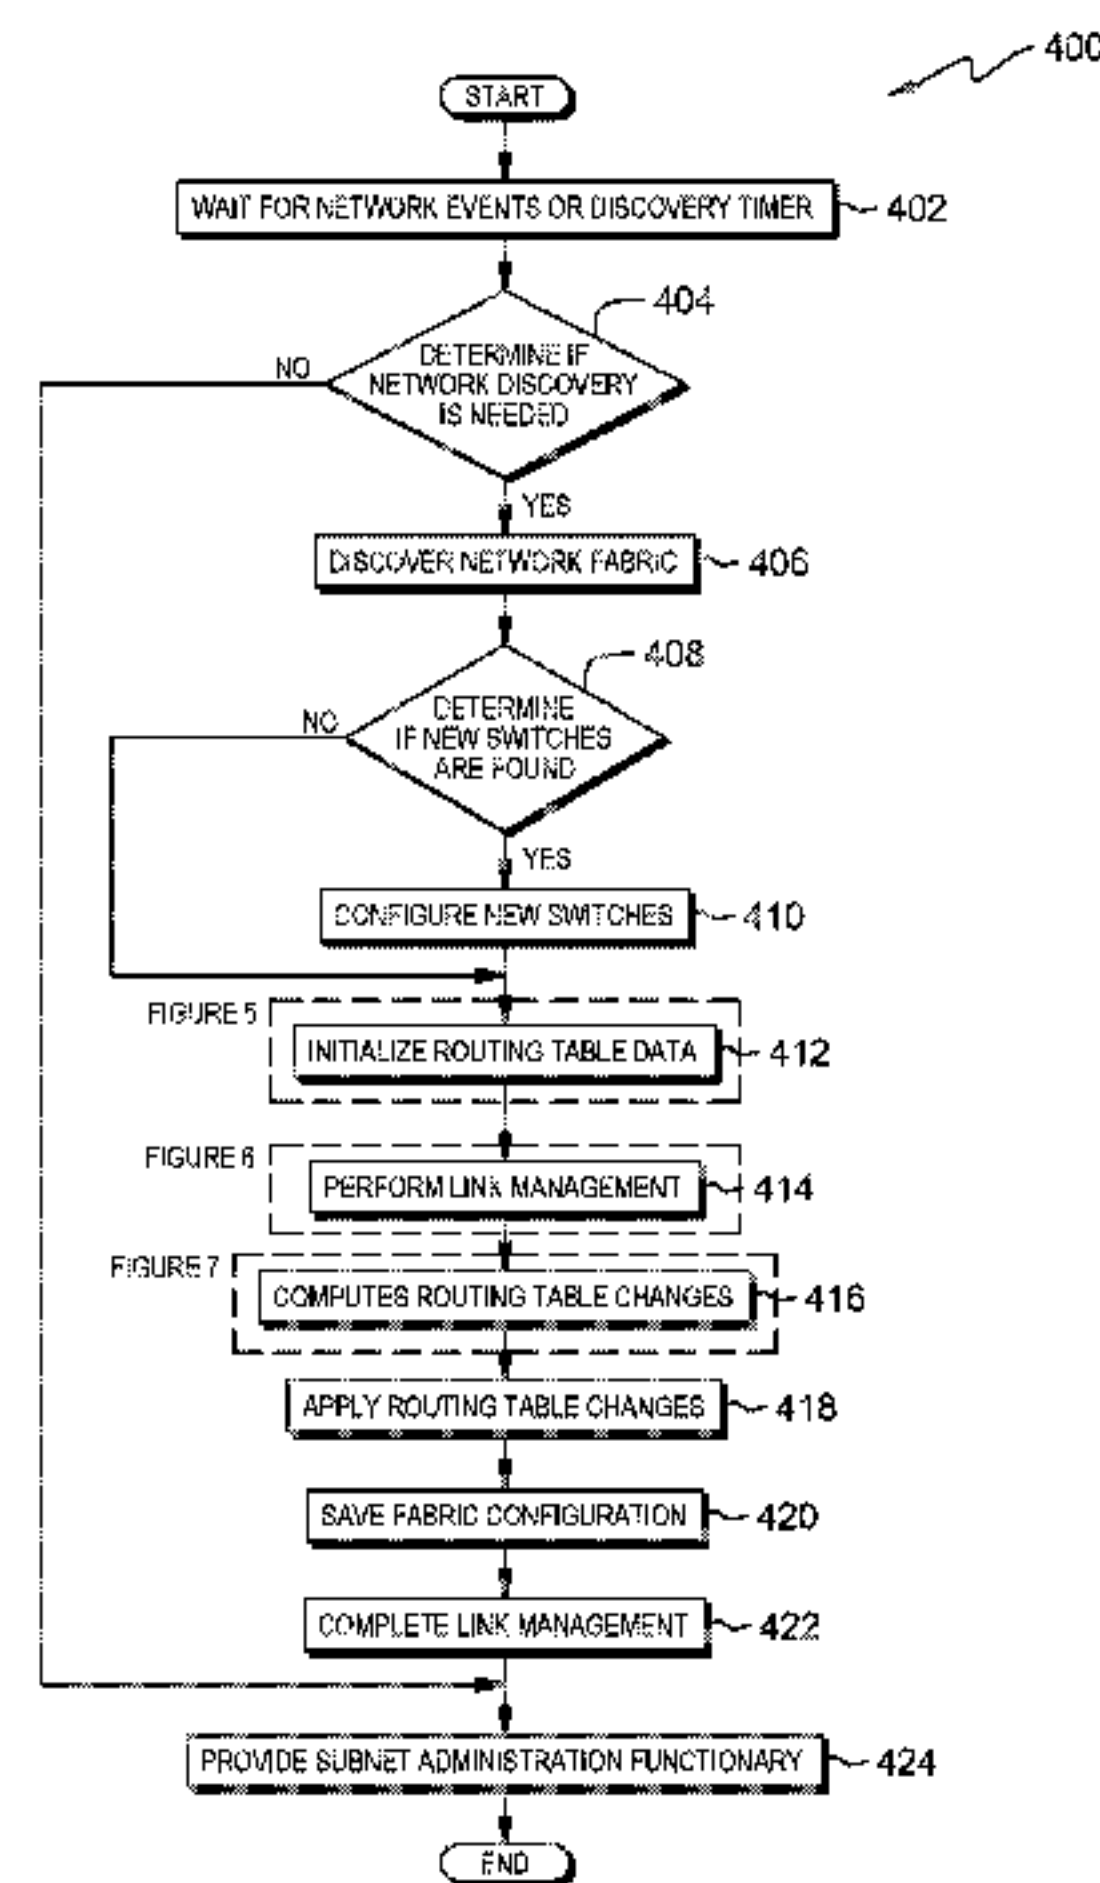 400
START
WAIT FOR NETWORK EVENTS OR DISCOVERY TIMER
402
404
DETERMINE IF
NETWORK DISCOVERY
IS NEEDED
NO
YES
DISCOVER NETWORK FABRIC
406
408
DETERMINE
IF NEW SWITCHES
ARE FOUND
NO
YES
CONFIGURE NEW SWITCHES
410
FIGURE 5
INITIALIZE ROUTING TABLE DATA
412
FIGURE 6
PERFORM LINK MANAGEMENT
414
FIGURE 7
COMPUTES ROUTING TABLE CHANGES
416
APPLY ROUTING TABLE CHANGES
418
SAVE FABRIC CONFIGURATION
420
COMPLETE LINK MANAGEMENT
422
PROVIDE SUBNET ADMINISTRATION FUNCTIONARY
424
END